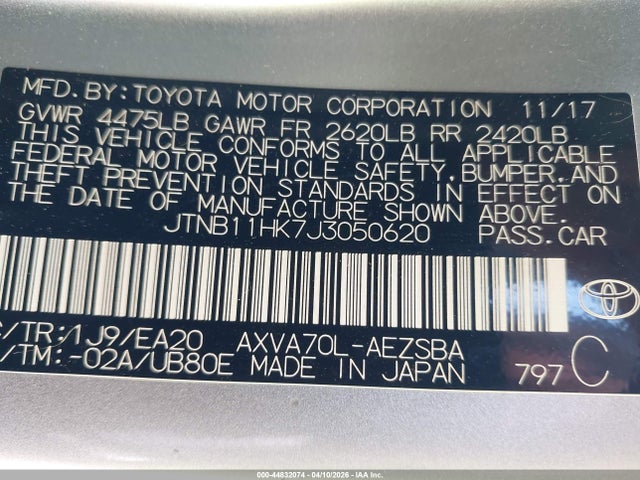 MFD. BY: TOYOTA MOTOR CORPORATION 11/17
GVWR 4475LB GAWR FR 2620LB RR 2420LB
THIS VEHICLE CONFORMS TO ALL APPLICABLE
FEDERAL MOTOR VEHICLE SAFETY, BUMPER, AND
THEFT PREVENTION STANDARDS IN EFFECT ON
THE DATE OF MANUFACTURE SHOWN ABOVE.
JTNB11HK7J3050620 PASS.CAR
C/TR:1J9/EA20 AXVA70L-AEZSBA
/TM:-02A/UB80E MADE IN JAPAN 797 C
000-44832074 - 04/10/2026 - IAA Inc.